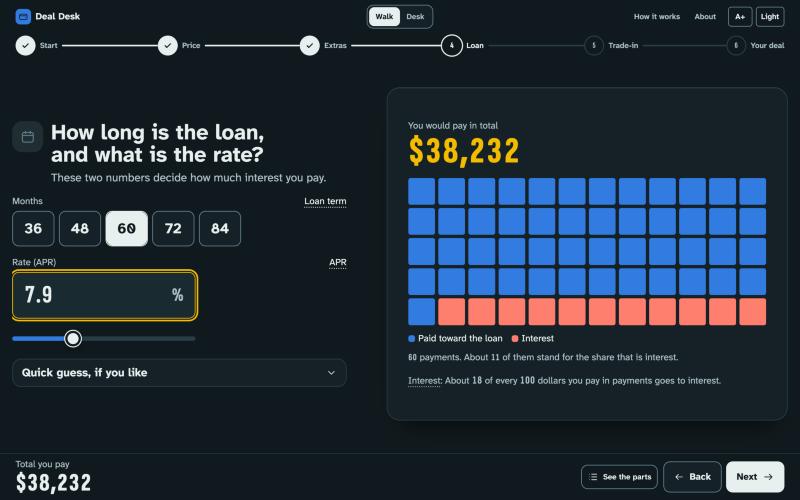 Deal Desk
Walk
Desk
How it works
About
A+
Light
Start
Price
Extras
4
Loan
5
Trade-in
6
Your deal
How long is the loan,
and what is the rate?
These two numbers decide how much interest you pay.
Months
Loan term
36
48
60
72
84
Rate (APR)
APR
7.9
%
Quick guess, if you like
You would pay in total
$38,232
Paid toward the loan
Interest
60 payments. About 11 of them stand for the share that is interest.
Interest: About 18 of every 100 dollars you pay in payments goes to interest.
Total you pay
$38,232
See the parts
Back
Next